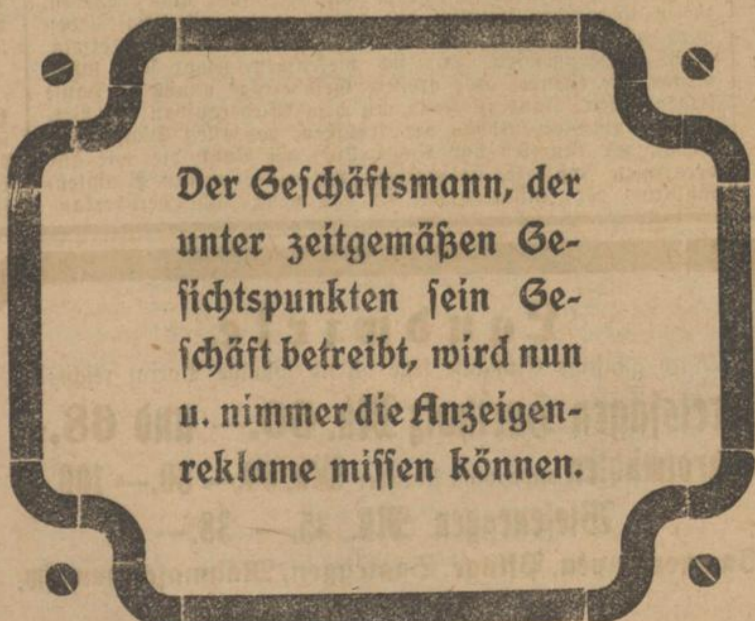 Der Geschäftsmann, der
unter zeitgemäßen Ge-
sichtspunkten sein Ge-
schäft betreibt, wird nun
u. nimmer die Anzeigen-
reklame missen können.